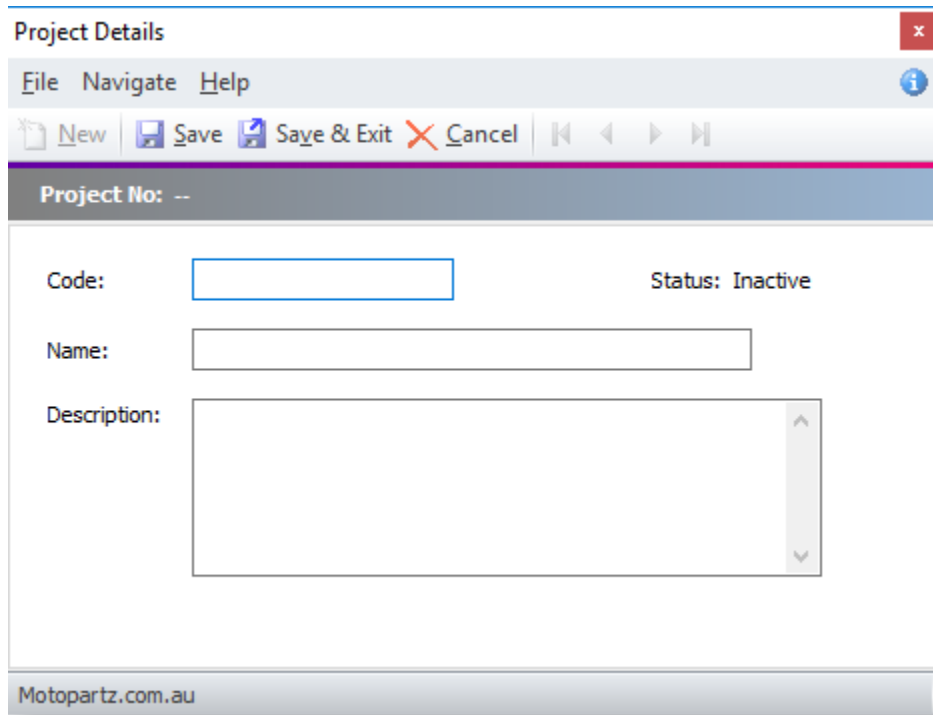 Project Details
x
File Navigate Help
New Save Save & Exit Cancel
Project No: --
Code: Status: Inactive
Name:
Description:
Motopartz.com.au